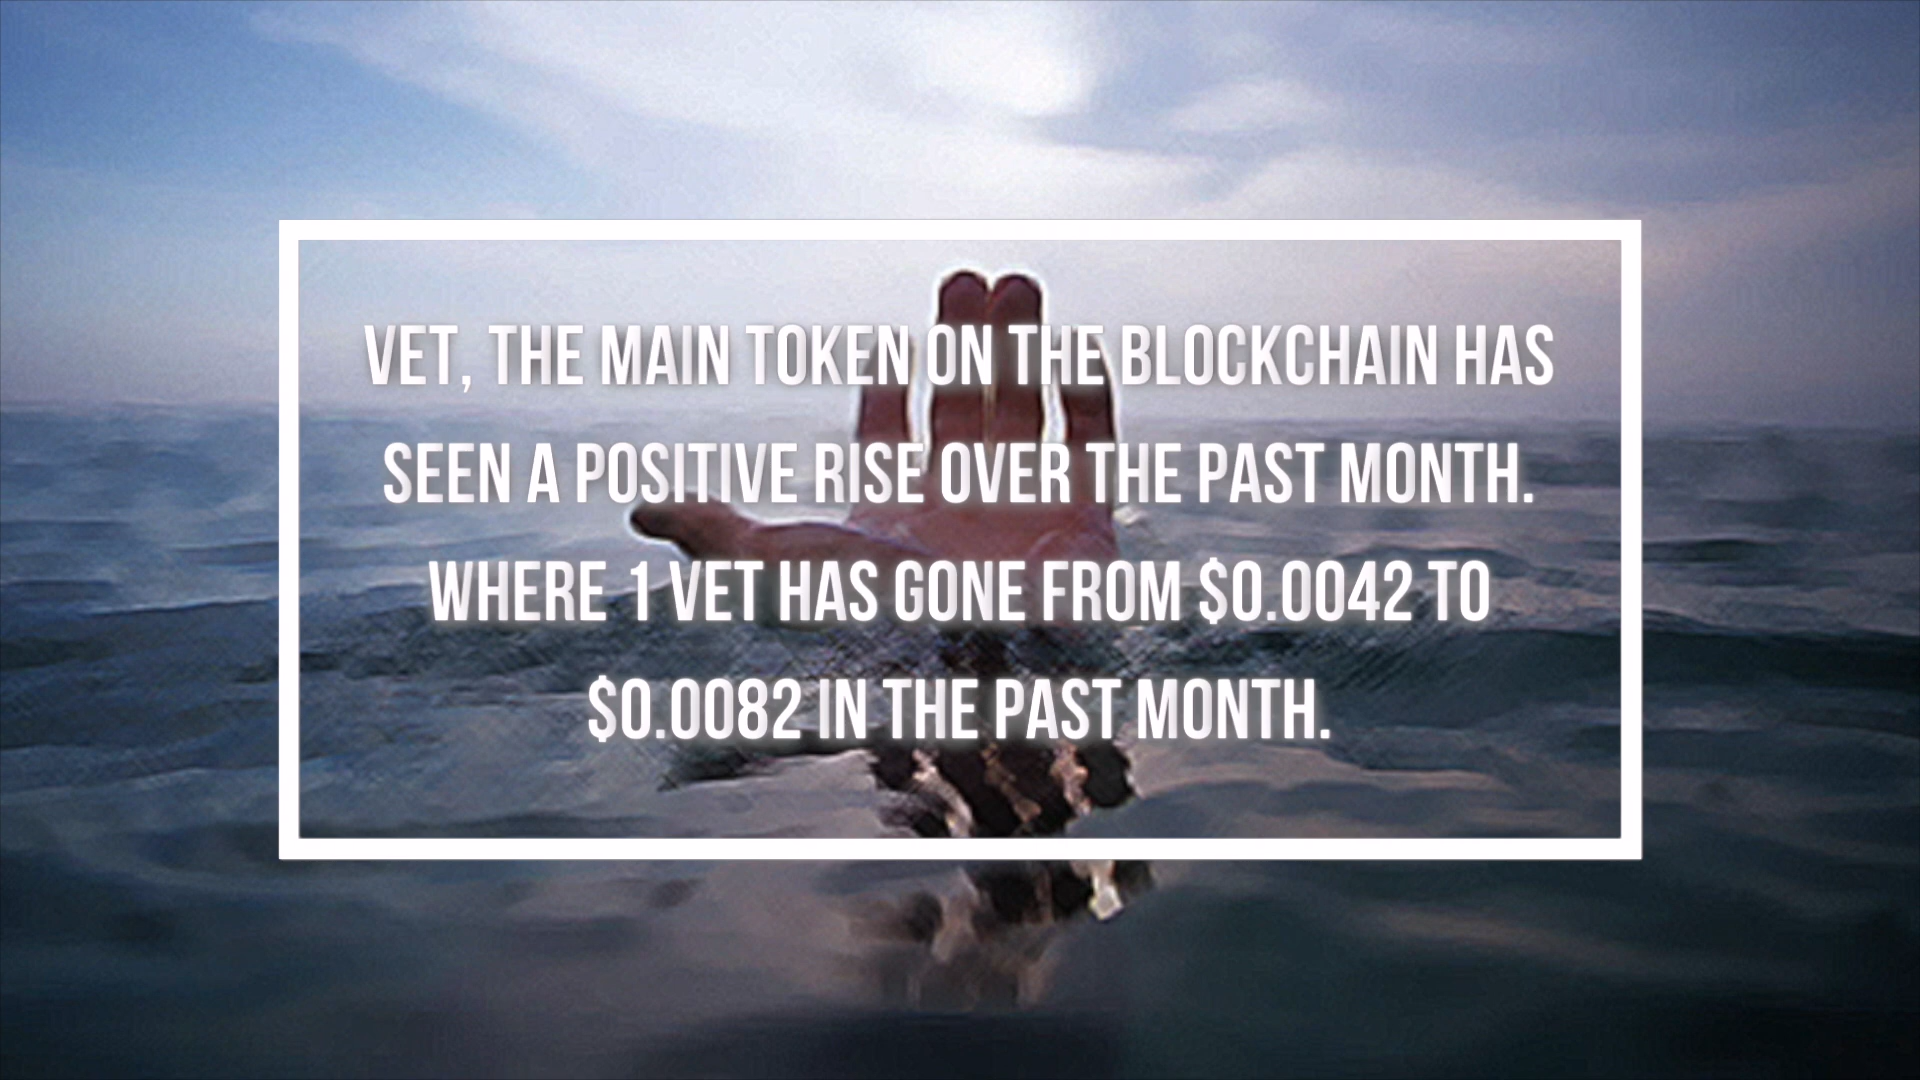 VET, THE MAIN TOKEN ON THE BLOCKCHAIN HAS
SEEN A POSITIVE RISE OVER THE PAST MONTH.
WHERE 1 VET HAS GONE FROM $0.0042 TO
$0.0082 IN THE PAST MONTH.